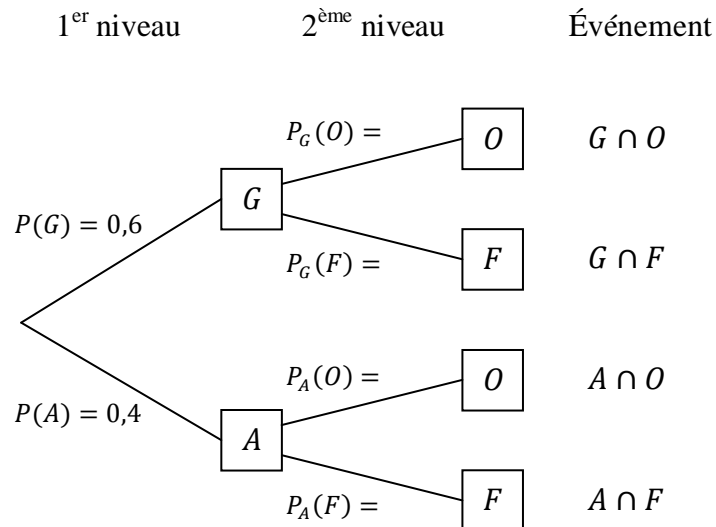 1er niveau 2ème niveau Événement
P_G(O) = O G ∩ O
G
P(G) = 0,6
P_G(F) = F G ∩ F
P_A(O) = O A ∩ O
P(A) = 0,4
A
P_A(F) = F A ∩ F